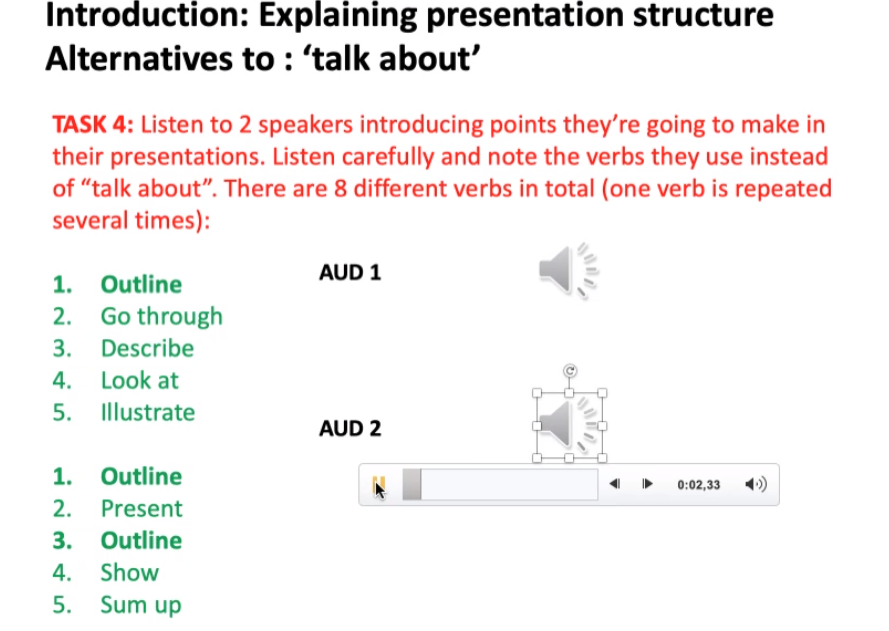 Introduction: Explaining presentation structure
Alternatives to : ‘talk about’
TASK 4: Listen to 2 speakers introducing points they’re going to make in
their presentations. Listen carefully and note the verbs they use instead
of “talk about”. There are 8 different verbs in total (one verb is repeated
several times):
AUD 1
1. Outline
2. Go through
3. Describe
4. Look at
5. Illustrate
AUD 2
1. Outline
2. Present
3. Outline
4. Show
5. Sum up
0:02,33